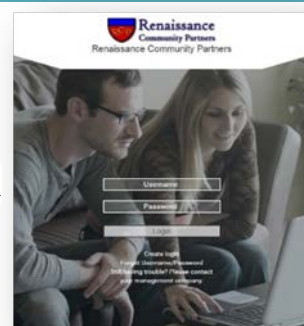 Renaissance
Community Partners
Renaissance Community Partners
Username
Password
Login
Create login
Forgot Username/Password
Still having trouble? Please contact
your management company.